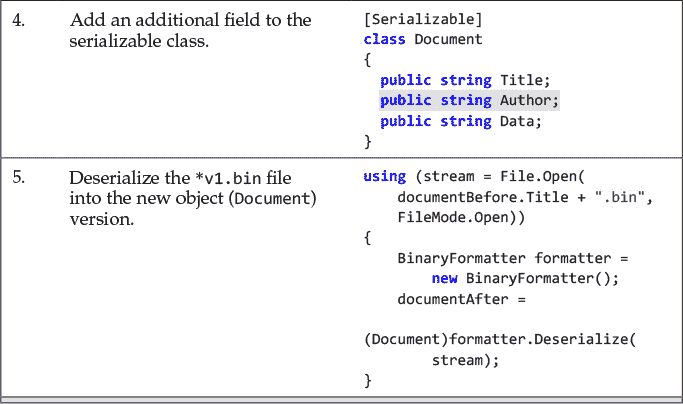 4.
Add an additional field to the
serializable class.
[Serializable]
class Document
{
public string Title;
public string Author;
public string Data;
}
5.
Deserialize the *v1.bin file
into the new object (Document)
version.
using (stream = File.Open(
documentBefore.Title + ".bin",
FileMode.Open))
{
BinaryFormatter formatter =
new BinaryFormatter();
documentAfter =
(Document)formatter.Deserialize(
stream);
}